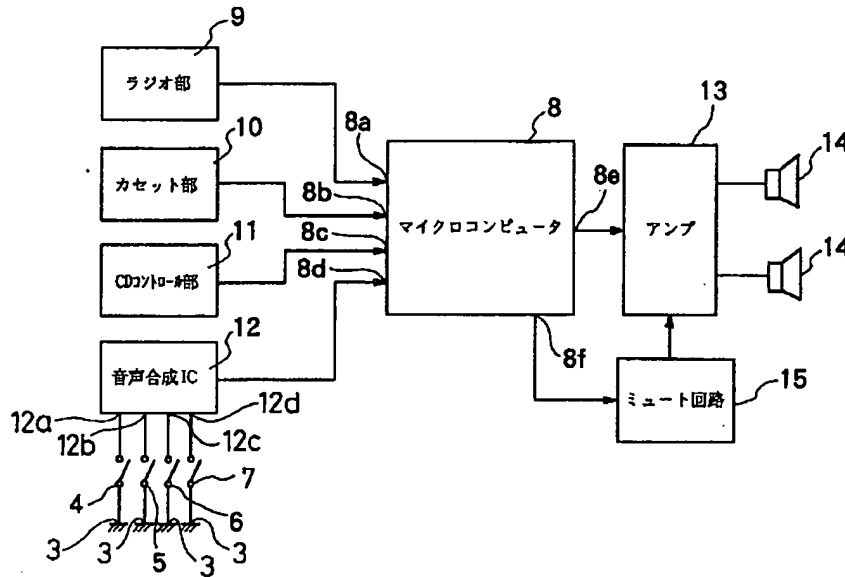 9
ラジオ部
10
カセット部
11
CDコントロール部
12
音声合成IC
12a
12b
12c
12d
4
5
6
7
3
3
3
3
8a
8b
8c
8d
8
マイクロコンピュータ
8e
8f
13
アンプ
14
14
ミュート回路
15